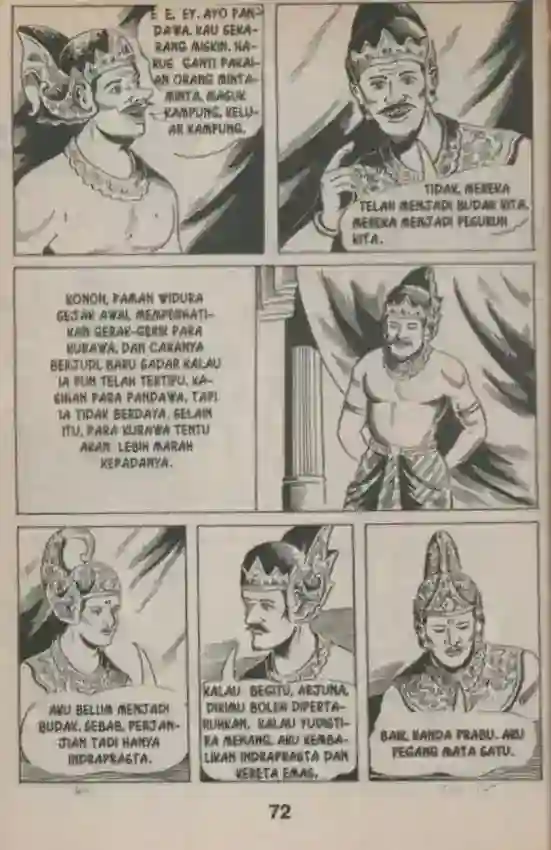 E E, EY. AYO PAN-
DAWA. KAU SEKA-
RANG MISKIN. HA-
RUS GANTI PAKAI-
AN ORANG MINTA-
MINTA. MASUK
KAMPUNG, KELU-
AR KAMPUNG.
TIDAK. MEREKA
TELAH MENJADI BUDAK KITA.
MEREKA MENJADI PESURUH
KITA.
KONON, PAMAN WIDURA
SEJAK AWAL MEMPERHATI-
KAN GERAK-GERIK PARA
KURAWA, DAN CARANYA
BERJUDI. BARU SADAR KALAU
IA PUN TELAH TERTIPU. KA-
SIHAN PARA PANDAWA, TAPI
IA TIDAK BERDAYA. SELAIN
ITU, PARA KURAWA TENTU
AKAN LEBIH MARAH
KEPADANYA.
AKU BELUM MENJADI
BUDAK. SEBAB, PERJAN-
JIAN TADI HANYA
INDRAPRASTA.
KALAU BEGITU, ARJUNA,
DIRIMU BOLEH DIPERTA-
RUHKAN. KALAU YUDISTI-
RA MENANG, AKU KEMBA-
LIKAN INDRAPRASTA DAN
KERETA EMAS.
BAIK, KANDA PRABU. AKU
PEGANG MATA SATU.
72